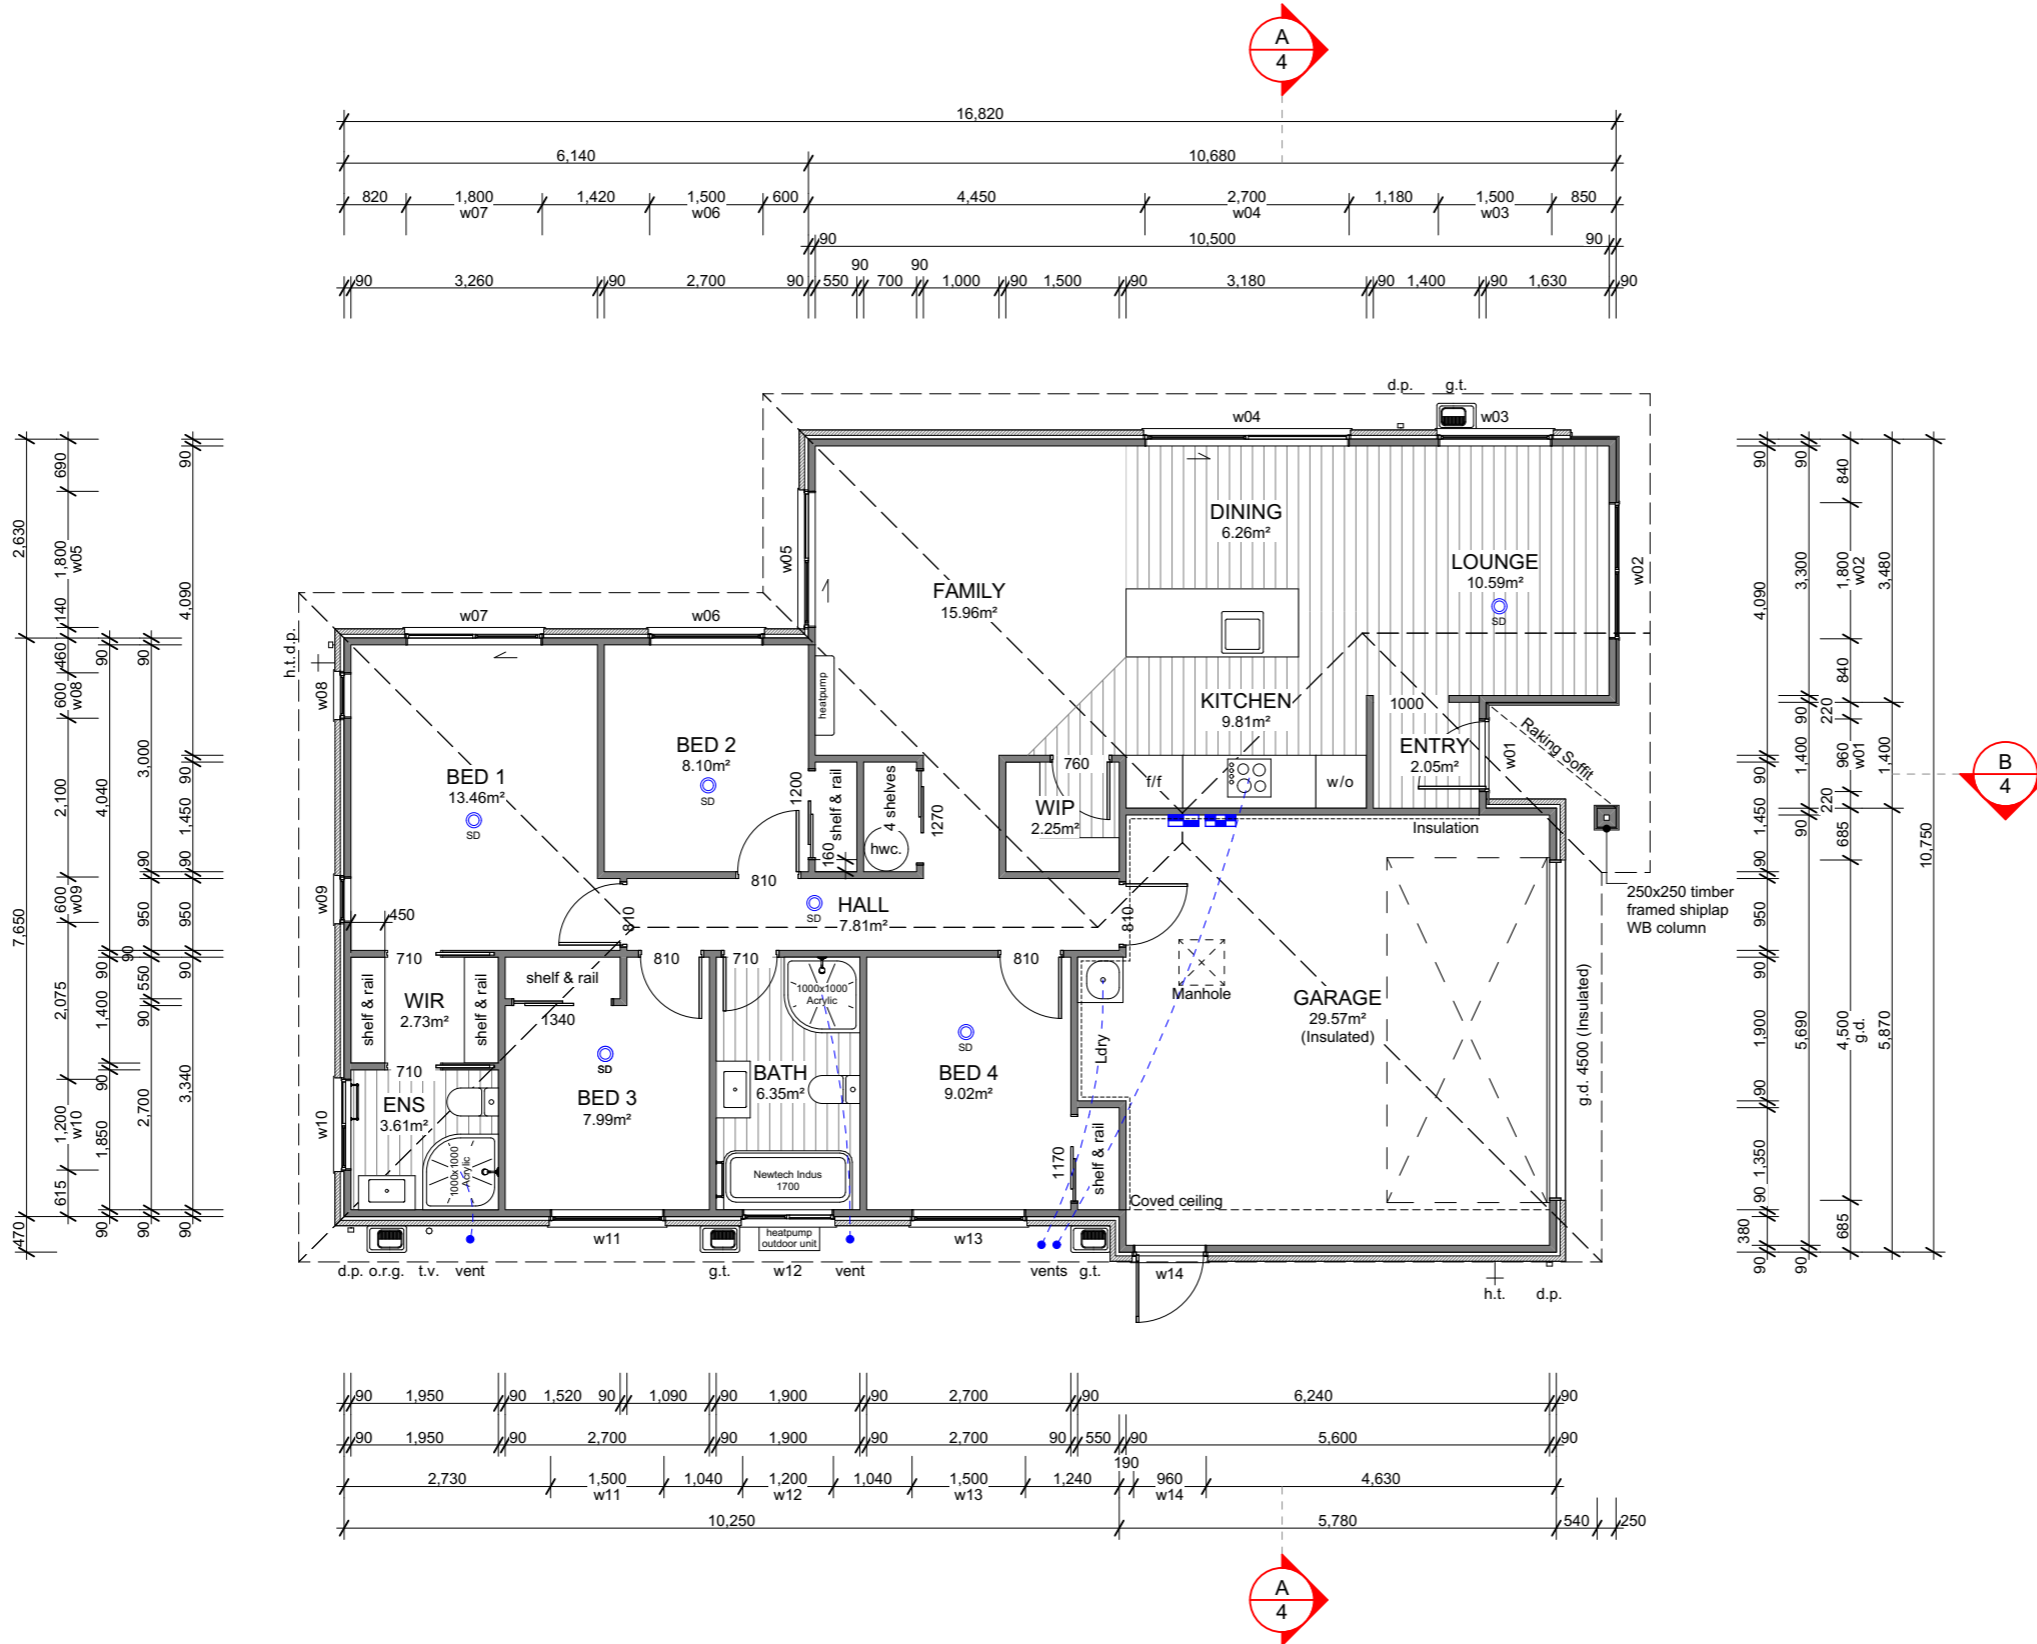 A
4
16,820
6,140
10,680
820
1,800
w07
1,420
1,500
w06
600
4,450
2,700
w04
1,180
1,500
w03
850
90
10,500
90
90
3,260
90
2,700
90
550
90
700
90
1,000
90
1,500
90
3,180
90
1,400
90
1,630
90
2,630
7,650
470
690
1,800
w05
140
460
600
w08
2,100
600
w09
2,075
1,200
w10
615
90
4,040
90
1,400
90
1,850
90
90
3,000
90
950
90
550
90
2,700
90
90
4,090
90
1,450
90
950
90
3,340
90
d.p.
g.t.
w04
w03
w05
w07
w06
h.t.
d.p.
w08
w09
w10
w02
DINING
6.26m²
LOUNGE
10.59m²
SD
FAMILY
15.96m²
heatpump
KITCHEN
9.81m²
1000
ENTRY
2.05m²
w01
Raking Soffit
BED 2
8.10m²
SD
BED 1
13.46m²
SD
1200
shelf & rail
160
4 shelves
hwc.
1270
760
WIP
2.25m²
f/f
w/o
Insulation
250x250 timber
framed shiplap
WB column
810
810
SD
HALL
7.81m²
810
450
710
810
710
810
shelf & rail
WIR
2.73m²
shelf & rail
shelf & rail
1340
1000x1000
Acrylic
Manhole
GARAGE
29.57m²
(Insulated)
g.d. 4500 (Insulated)
Ldry
710
ENS
3.61m²
1000x1000
Acrylic
SD
BED 3
7.99m²
BATH
6.35m²
SD
BED 4
9.02m²
Newtech Indus
1700
1170
shelf & rail
Coved ceiling
heatpump
outdoor unit
w11
w13
d.p.
o.r.g.
t.v.
vent
g.t.
w12
vent
vents
g.t.
w14
h.t.
d.p.
90
4,090
90
1,450
90
950
90
1,900
90
1,350
90
380
90
90
3,300
90
1,400
90
5,690
90
840
1,800
w02
840
220
960
w01
220
685
4,500
g.d.
685
3,480
1,400
5,870
10,750
B
4
90
1,950
90
1,520
90
1,090
90
1,900
90
2,700
90
6,240
90
90
1,950
90
2,700
90
1,900
90
2,700
90
550
90
5,600
90
2,730
1,500
w11
1,040
1,200
w12
1,040
1,500
w13
1,240
190
960
w14
4,630
10,250
5,780
540
250
A
4